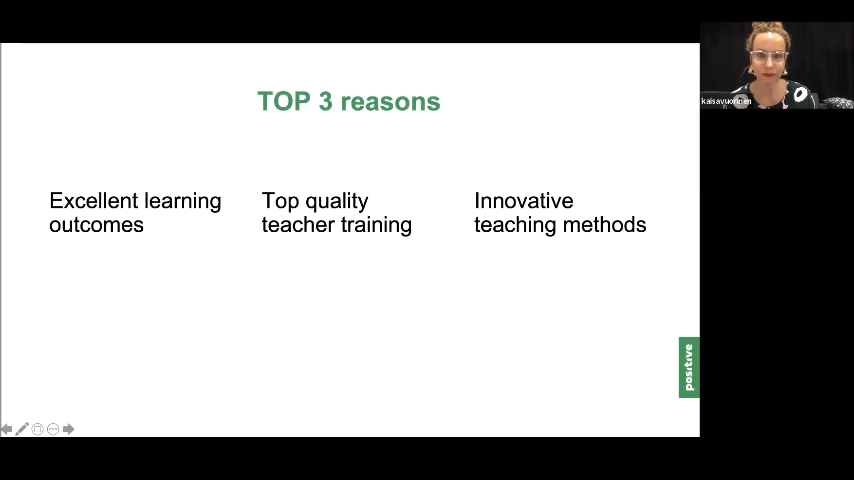 TOP 3 reasons
kaisavuorinen
Excellent learning
outcomes
Top quality
teacher training
Innovative
teaching methods
positive